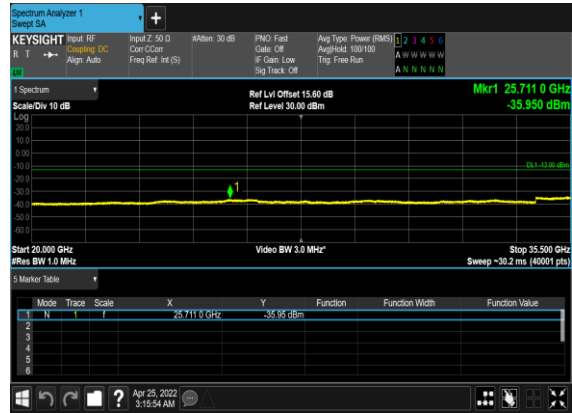 Spectrum Analyzer 1
Swept SA
+
KEYSIGHT Input: RF Input Z: 50 Ω #Atten: 30 dB PNO: Fast Avg Type: Power (RMS) 1 2 3 4 5 6
R T Coupling: DC Corr CCorr Gate: Off Avg|Hold: 100/100 A W W W W W
Align: Auto Freq Ref: Int (S) IF Gain: Low Trig: Free Run
LW Sig Track: Off A N N N N N
1 Spectrum Ref Lvl Offset 15.60 dB Mkr1 25.711 0 GHz
Scale/Div 10 dB Ref Level 30.00 dBm -35.950 dBm
Log
20.0
10.0
0.00
-10.0 DL1 -13.00 dBm
-20.0
-30.0 1
-40.0
-50.0
-60.0
Start 20.000 GHz Video BW 3.0 MHz* Stop 35.500 GHz
#Res BW 1.0 MHz Sweep ~30.2 ms (40001 pts)
5 Marker Table
Mode Trace Scale X Y Function Function Width Function Value
1 N 1 f 25.711 0 GHz -35.95 dBm
2
3
4
5
6
? Apr 25, 2022
3:15:54 AM